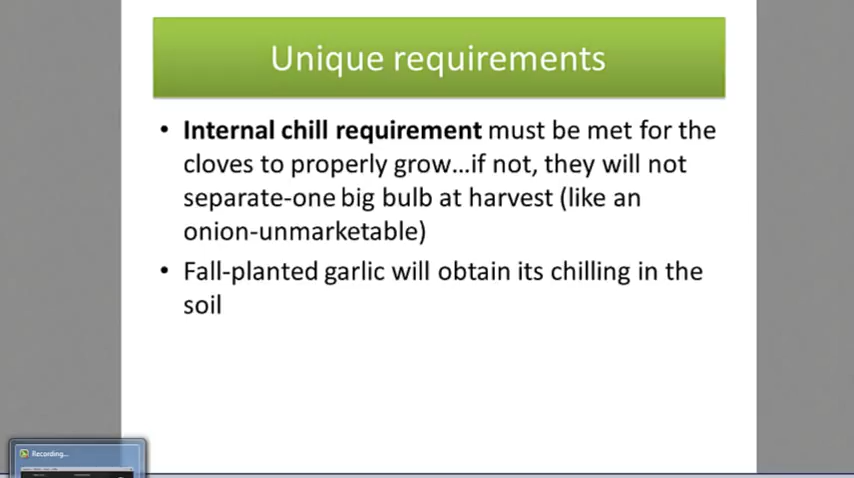 Unique requirements
• Internal chill requirement must be met for the
cloves to properly grow…if not, they will not
separate-one big bulb at harvest (like an
onion-unmarketable)
• Fall-planted garlic will obtain its chilling in the
soil
Recording...